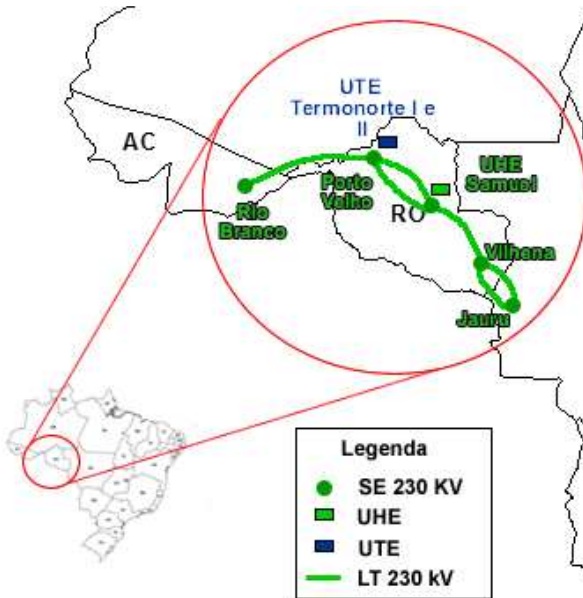 UTE
Termonorte I e
II
AC
UHE
Samuel
Porto
Velho
Rio
Branco
RO
Vilhena
Jauru
Legenda
SE 230 KV
UHE
UTE
LT 230 kV